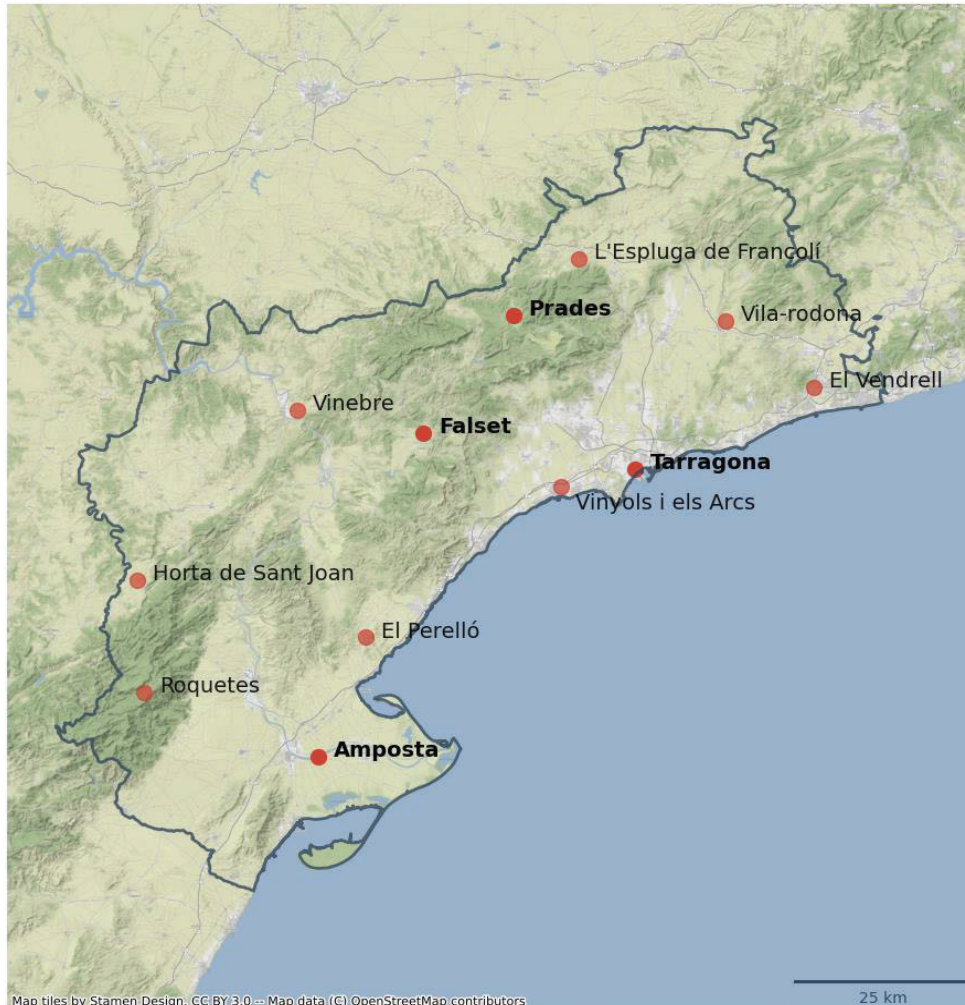 L'Espluga de Francolí
Prades
Vila-rodona
El Vendrell
Vinebre
Falset
Tarragona
Vinyols i els Arcs
Horta de Sant Joan
El Perelló
Roquetes
Amposta
25 km
Map tiles by Stamen Design, CC BY 3.0 -- Map data (C) OpenStreetMap contributors